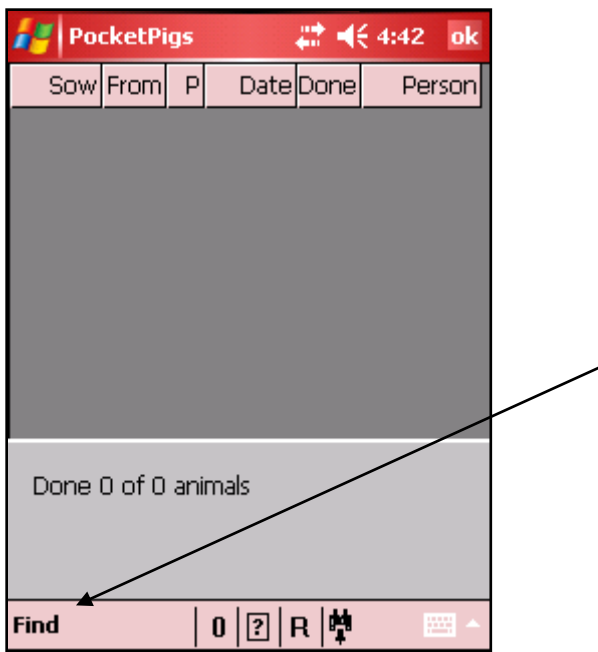 PocketPigs 4:42 ok
Sow From P Date Done Person
Done 0 of 0 animals
Find 0 ? R